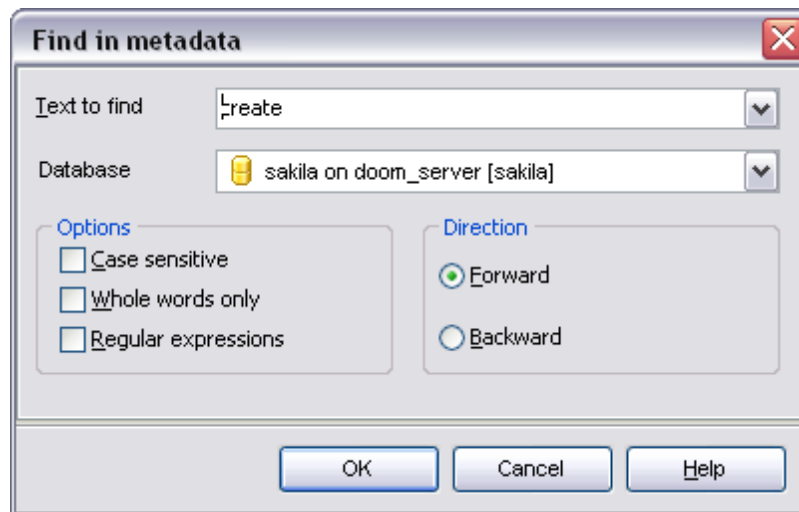 Find in metadata
Text to find
create
Database
sakila on doom_server [sakila]
Options
Case sensitive
Whole words only
Regular expressions
Direction
Forward
Backward
OK
Cancel
Help